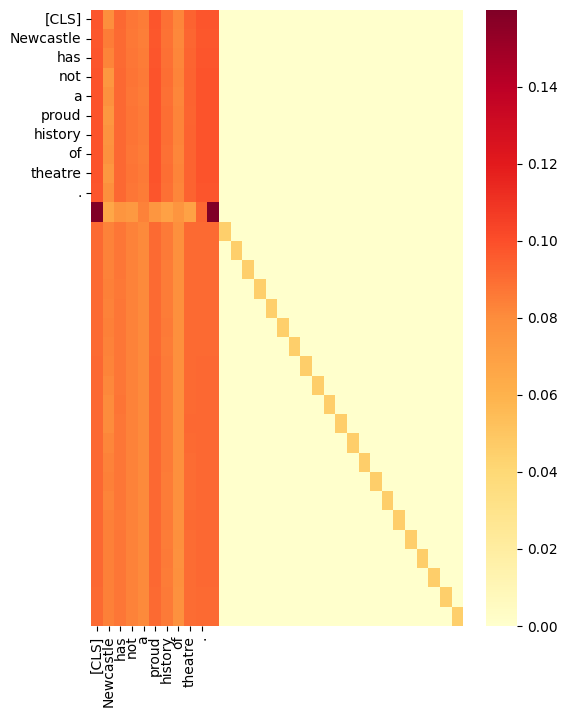 [CLS]
Newcastle
has
not
a
proud
history
of
theatre
.
0.14
0.12
0.10
0.08
0.06
0.04
0.02
0.00
[CLS]
Newcastle
has
not
a
proud
history
of
theatre
.